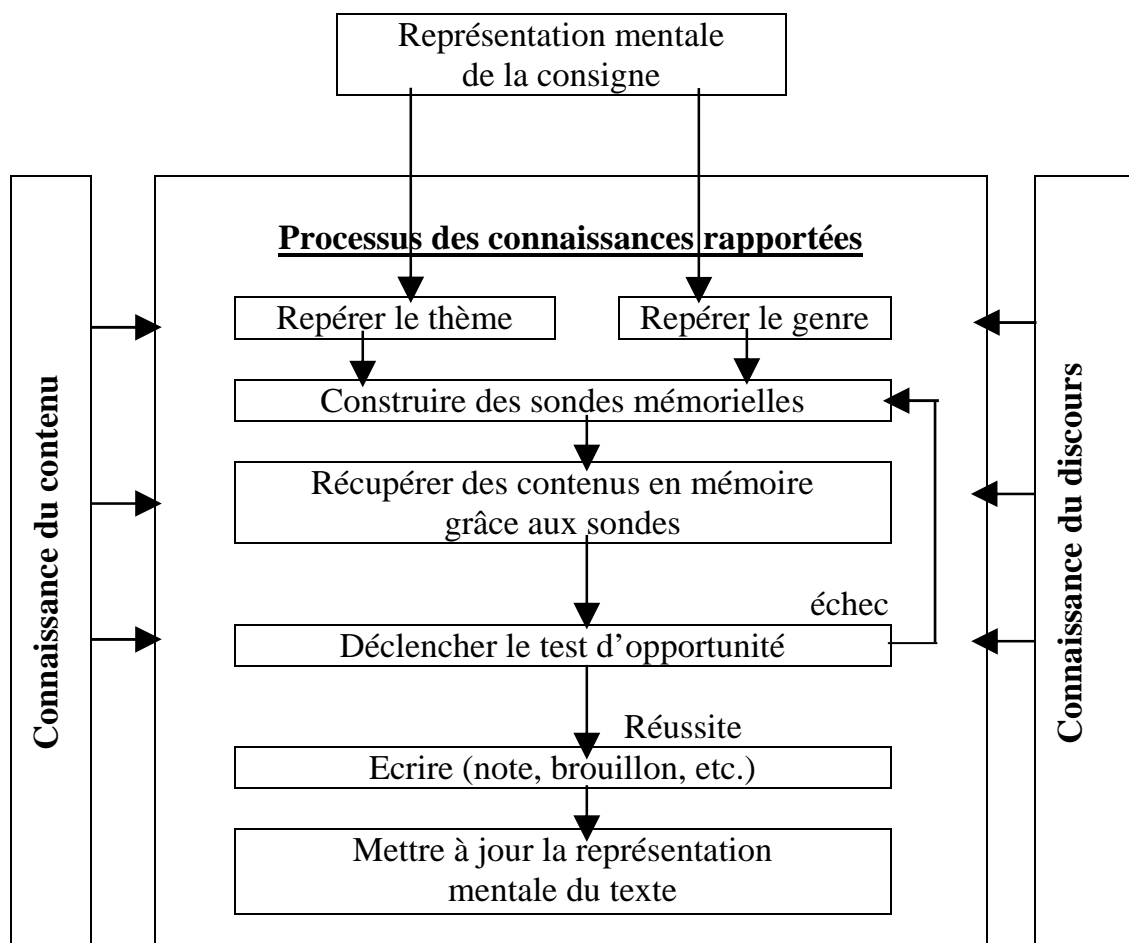 Représentation mentale
de la consigne
Processus des connaissances rapportées
Repérer le thème
Repérer le genre
Construire des sondes mémorielles
Récupérer des contenus en mémoire
grâce aux sondes
échec
Déclencher le test d’opportunité
Réussite
Ecrire (note, brouillon, etc.)
Mettre à jour la représentation
mentale du texte
Connaissance du contenu
Connaissance du discours